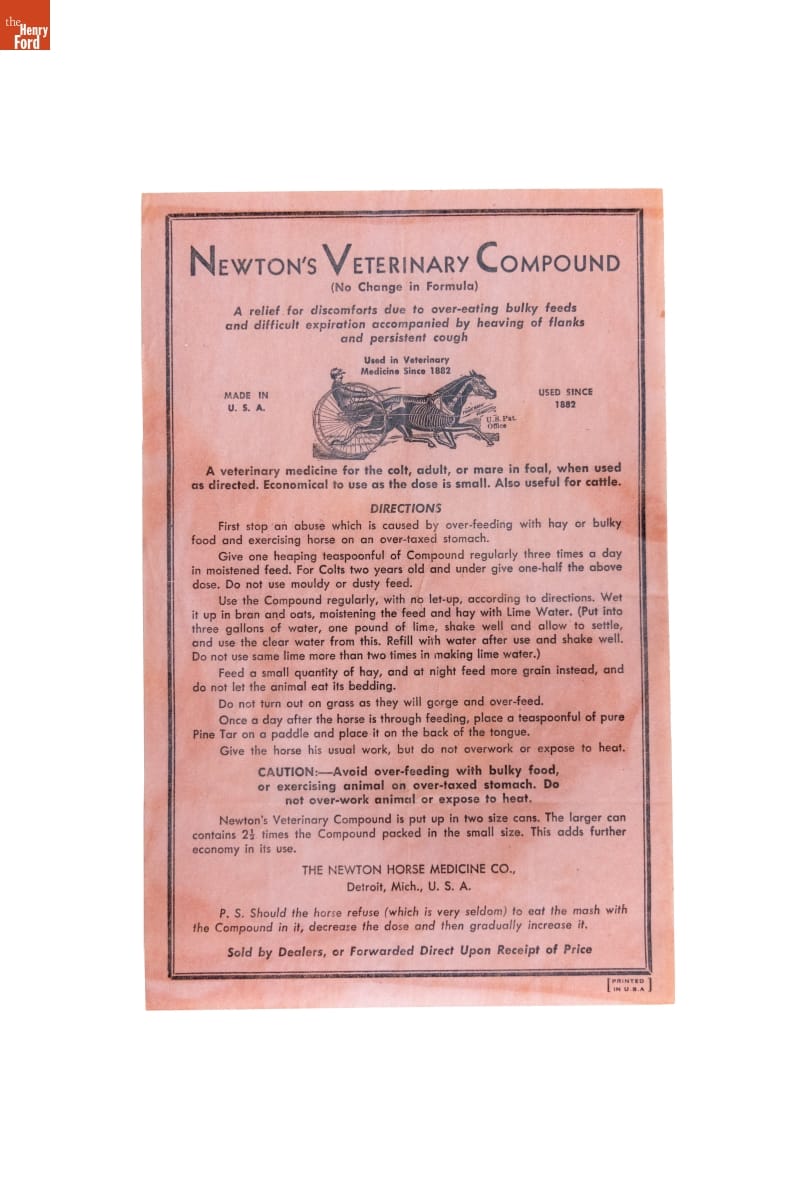 the
Henry
Ford
NEWTON'S VETERINARY COMPOUND
(No Change in Formula)
A relief for discomforts due to over-eating bulky feeds
and difficult expiration accompanied by heaving of flanks
and persistent cough
Used in Veterinary
Medicine Since 1882
MADE IN
U. S. A.
USED SINCE
1882
U.S. Pat.
Office
A veterinary medicine for the colt, adult, or mare in foal, when used
as directed. Economical to use as the dose is small. Also useful for cattle.
DIRECTIONS
First stop an abuse which is caused by over-feeding with hay or bulky
food and exercising horse on an over-taxed stomach.
Give one heaping teaspoonful of Compound regularly three times a day
in moistened feed. For Colts two years old and under give one-half the above
dose. Do not use mouldy or dusty feed.
Use the Compound regularly, with no let-up, according to directions. Wet
it up in bran and oats, moistening the feed and hay with Lime Water. (Put into
three gallons of water, one pound of lime, shake well and allow to settle,
and use the clear water from this. Refill with water after use and shake well.
Do not use same lime more than two times in making lime water.)
Feed a small quantity of hay, and at night feed more grain instead, and
do not let the animal eat its bedding.
Do not turn out on grass as they will gorge and over-feed.
Once a day after the horse is through feeding, place a teaspoonful of pure
Pine Tar on a paddle and place it on the back of the tongue.
Give the horse his usual work, but do not overwork or expose to heat.
CAUTION:—Avoid over-feeding with bulky food,
or exercising animal on over-taxed stomach. Do
not over-work animal or expose to heat.
Newton's Veterinary Compound is put up in two size cans. The larger can
contains 2½ times the Compound packed in the small size. This adds further
economy in its use.
THE NEWTON HORSE MEDICINE CO.,
Detroit, Mich., U. S. A.
P. S. Should the horse refuse (which is very seldom) to eat the mash with
the Compound in it, decrease the dose and then gradually increase it.
Sold by Dealers, or Forwarded Direct Upon Receipt of Price
[PRINTED
IN U.S.A]